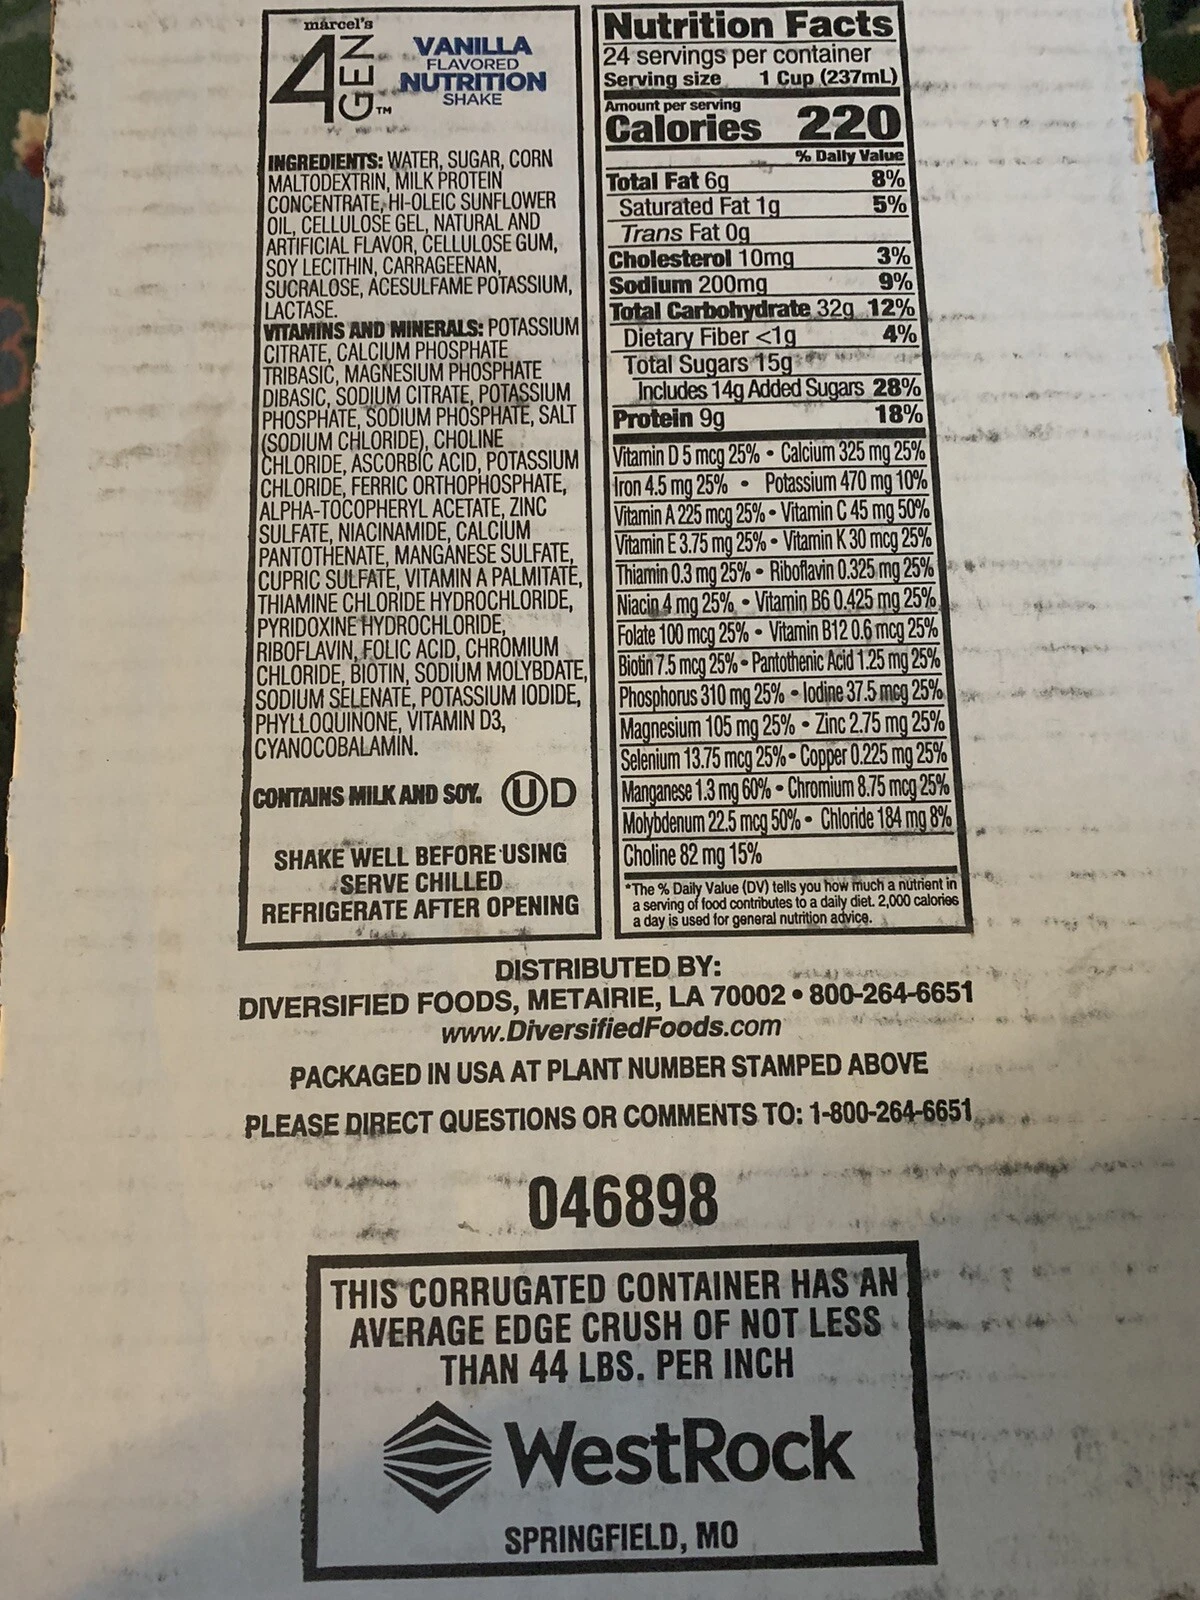 marcel's
4GEN™
VANILLA
FLAVORED
NUTRITION
SHAKE
INGREDIENTS: WATER, SUGAR, CORN
MALTODEXTRIN, MILK PROTEIN
CONCENTRATE, HI-OLEIC SUNFLOWER
OIL, CELLULOSE GEL, NATURAL AND
ARTIFICIAL FLAVOR, CELLULOSE GUM,
SOY LECITHIN, CARRAGEENAN,
SUCRALOSE, ACESULFAME POTASSIUM,
LACTASE.
VITAMINS AND MINERALS: POTASSIUM
CITRATE, CALCIUM PHOSPHATE
TRIBASIC, MAGNESIUM PHOSPHATE
DIBASIC, SODIUM CITRATE, POTASSIUM
PHOSPHATE, SODIUM PHOSPHATE, SALT
(SODIUM CHLORIDE), CHOLINE
CHLORIDE, ASCORBIC ACID, POTASSIUM
CHLORIDE, FERRIC ORTHOPHOSPHATE,
ALPHA-TOCOPHERYL ACETATE, ZINC
SULFATE, NIACINAMIDE, CALCIUM
PANTOTHENATE, MANGANESE SULFATE,
CUPRIC SULFATE, VITAMIN A PALMITATE,
THIAMINE CHLORIDE HYDROCHLORIDE,
PYRIDOXINE HYDROCHLORIDE,
RIBOFLAVIN, FOLIC ACID, CHROMIUM
CHLORIDE, BIOTIN, SODIUM MOLYBDATE,
SODIUM SELENATE, POTASSIUM IODIDE,
PHYLLOQUINONE, VITAMIN D3,
CYANOCOBALAMIN.
CONTAINS MILK AND SOY. Ⓤ D
SHAKE WELL BEFORE USING
SERVE CHILLED
REFRIGERATE AFTER OPENING
Nutrition Facts
24 servings per container
Serving size 1 Cup (237mL)
Amount per serving
Calories 220
% Daily Value
Total Fat 6g 8%
Saturated Fat 1g 5%
Trans Fat 0g
Cholesterol 10mg 3%
Sodium 200mg 9%
Total Carbohydrate 32g 12%
Dietary Fiber <1g 4%
Total Sugars 15g
Includes 14g Added Sugars 28%
Protein 9g 18%
Vitamin D 5 mcg 25% • Calcium 325 mg 25%
Iron 4.5 mg 25% • Potassium 470 mg 10%
Vitamin A 225 mcg 25% • Vitamin C 45 mg 50%
Vitamin E 3.75 mg 25% • Vitamin K 30 mcg 25%
Thiamin 0.3 mg 25% • Riboflavin 0.325 mg 25%
Niacin 4 mg 25% • Vitamin B6 0.425 mg 25%
Folate 100 mcg 25% • Vitamin B12 0.6 mcg 25%
Biotin 7.5 mcg 25% • Pantothenic Acid 1.25 mg 25%
Phosphorus 310 mg 25% • Iodine 37.5 mcg 25%
Magnesium 105 mg 25% • Zinc 2.75 mg 25%
Selenium 13.75 mcg 25% • Copper 0.225 mg 25%
Manganese 1.3 mg 60% • Chromium 8.75 mcg 25%
Molybdenum 22.5 mcg 50% • Chloride 184 mg 8%
Choline 82 mg 15%
*The % Daily Value (DV) tells you how much a nutrient in
a serving of food contributes to a daily diet. 2,000 calories
a day is used for general nutrition advice.
DISTRIBUTED BY:
DIVERSIFIED FOODS, METAIRIE, LA 70002 • 800-264-6651
www.DiversifiedFoods.com
PACKAGED IN USA AT PLANT NUMBER STAMPED ABOVE
PLEASE DIRECT QUESTIONS OR COMMENTS TO: 1-800-264-6651
046898
THIS CORRUGATED CONTAINER HAS AN
AVERAGE EDGE CRUSH OF NOT LESS
THAN 44 LBS. PER INCH
WestRock
SPRINGFIELD, MO